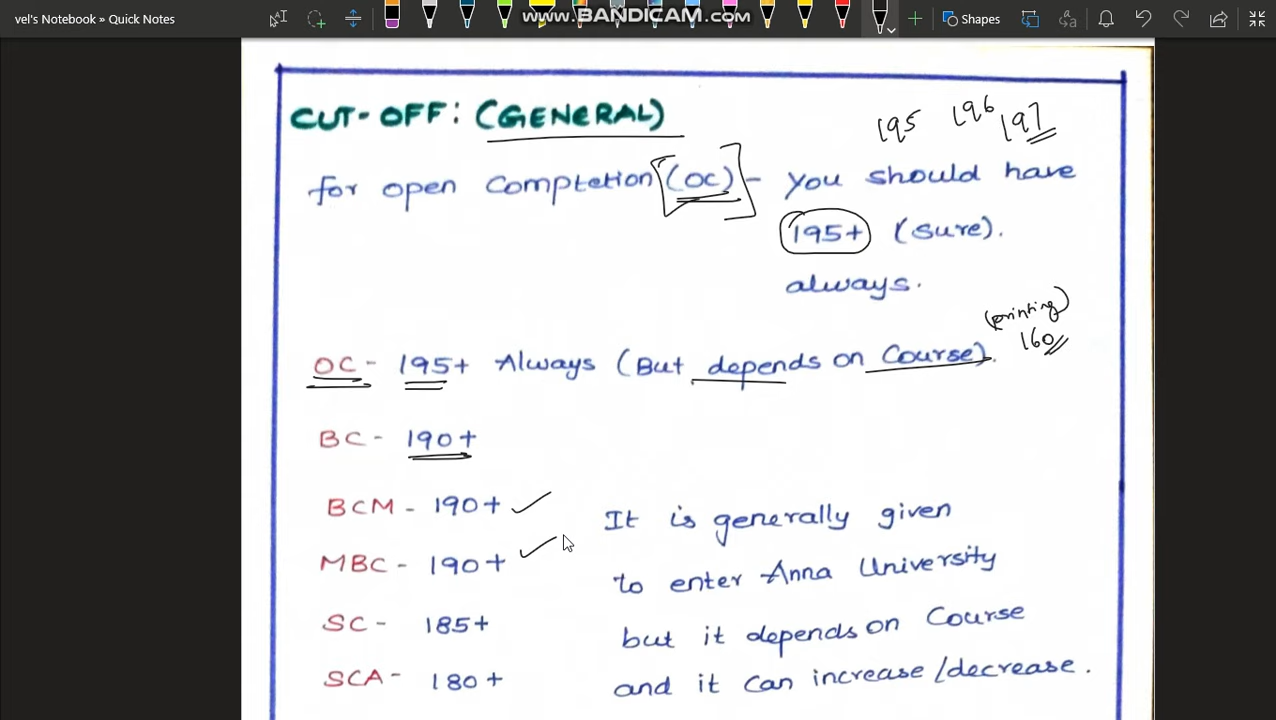 vel's Notebook » Quick Notes
www.BANDICAM.com
Shapes
CUT-OFF: (GENERAL)
195 196 197
for open Comptetion (OC) - you should have
195+ (Sure).
always.
(printing)
160
OC - 195+ Always (But depends on Course).
BC - 190+
BCM - 190+
It is generally given
MBC - 190+
to enter Anna University
SC - 185+
but it depends on Course
SCA - 180+
and it can increase/decrease.